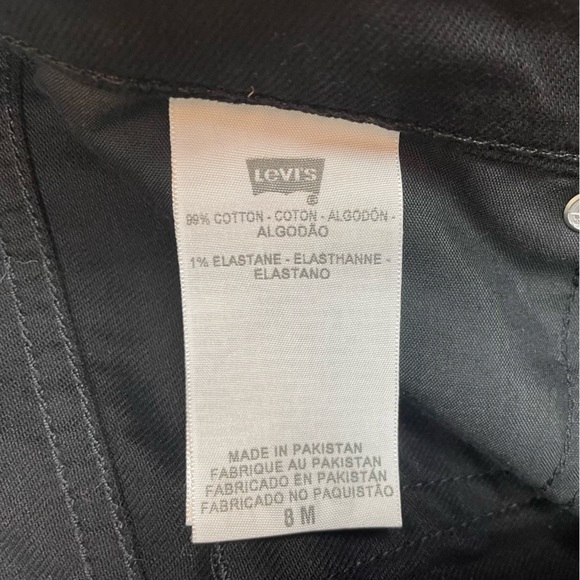 LEVI'S
®
99% COTTON - COTON - ALGODÓN -
ALGODÃO
1% ELASTANE - ELASTHANNE -
ELASTANO
MADE IN PAKISTAN
FABRIQUE AU PAKISTAN
FABRICADO EN PAKISTÁN
FABRICADO NO PAQUISTÃO
8 M